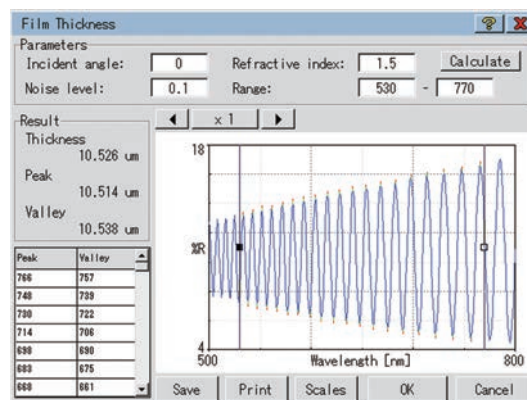 Film Thickness
Parameters
Incident angle: 0 Refractive index: 1.5 Calculate
Noise level: 0.1 Range: 530 - 770
Result
Thickness
10.526 um
Peak
10.514 um
Valley
10.538 um
Peak Valley
766 757
748 739
730 722
714 706
698 690
683 675
668 661
x 1
18
%R
4
500 Wavelength [nm] 800
Save Print Scales OK Cancel